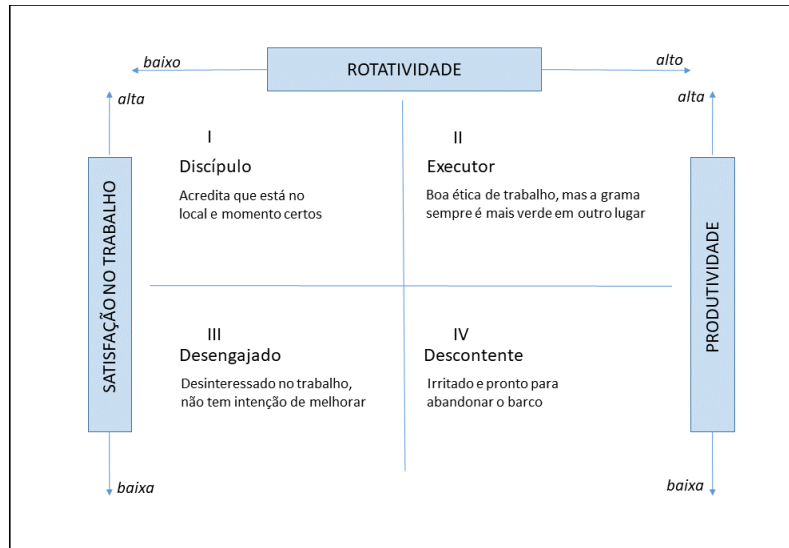 ROTATIVIDADE
baixo
alto
alta
alta
SATISFAÇÃO NO TRABALHO
PRODUTIVIDADE
I
Discípulo
Acredita que está no
local e momento certos
II
Executor
Boa ética de trabalho, mas a grama
sempre é mais verde em outro lugar
III
Desengajado
Desinteressado no trabalho,
não tem intenção de melhorar
IV
Descontente
Irritado e pronto para
abandonar o barco
baixa
baixa